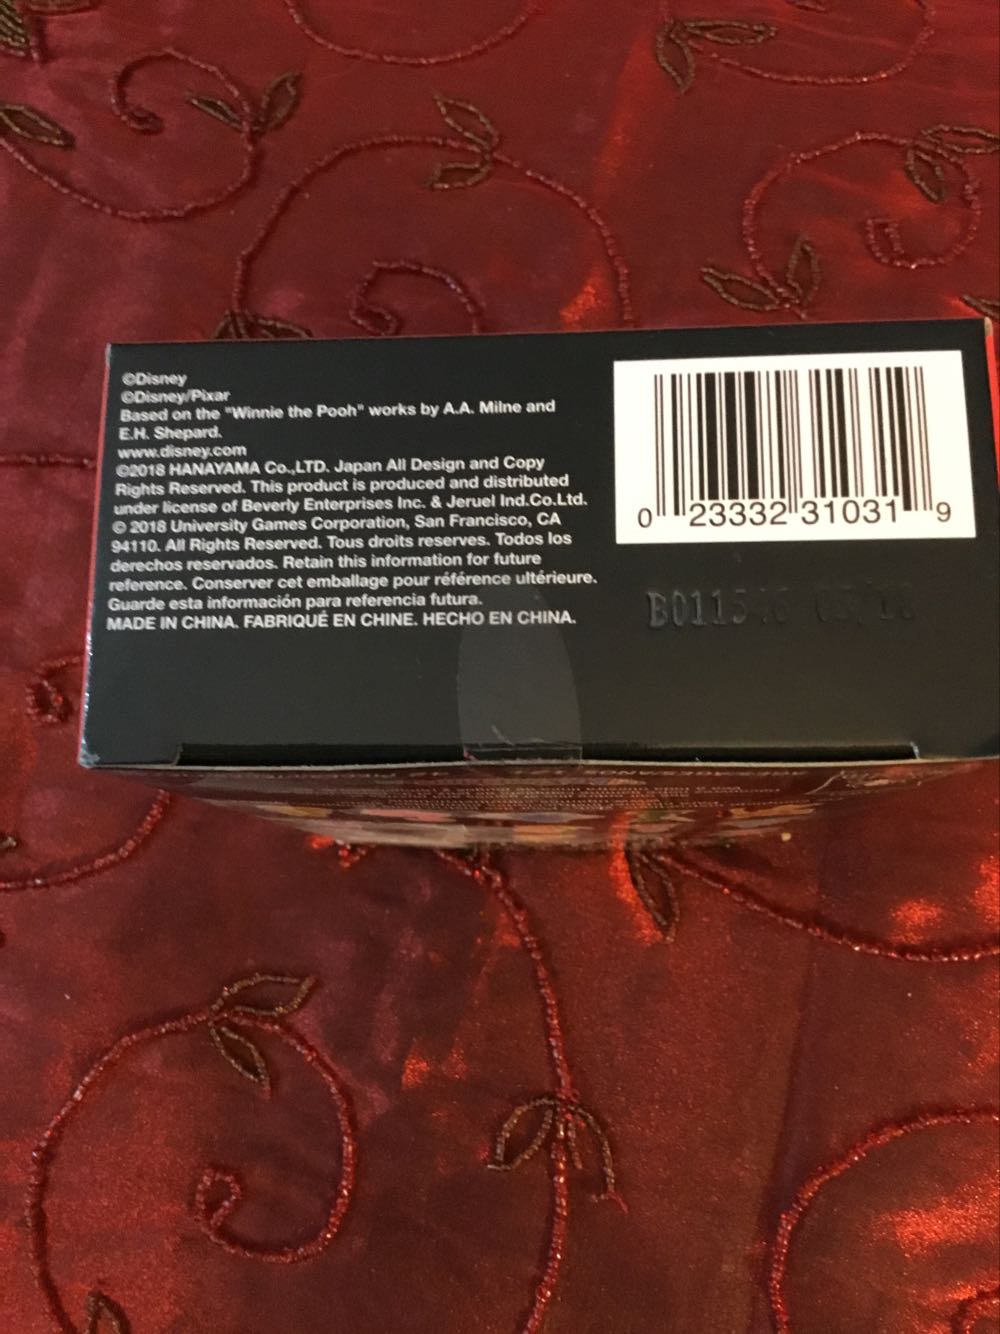 ©Disney
©Disney/Pixar
Based on the "Winnie the Pooh" works by A.A. Milne and
E.H. Shepard.
www.disney.com
©2018 HANAYAMA Co.,LTD. Japan All Design and Copy
Rights Reserved. This product is produced and distributed
under license of Beverly Enterprises Inc. & Jeruel Ind.Co.Ltd.
© 2018 University Games Corporation, San Francisco, CA
94110. All Rights Reserved. Tous droits reserves. Todos los
derechos reservados. Retain this information for future
reference. Conserver cet emballage pour référence ultérieure.
Guarde esta información para referencia futura.
MADE IN CHINA. FABRIQUÉ EN CHINE. HECHO EN CHINA.
0 23332 31031 9